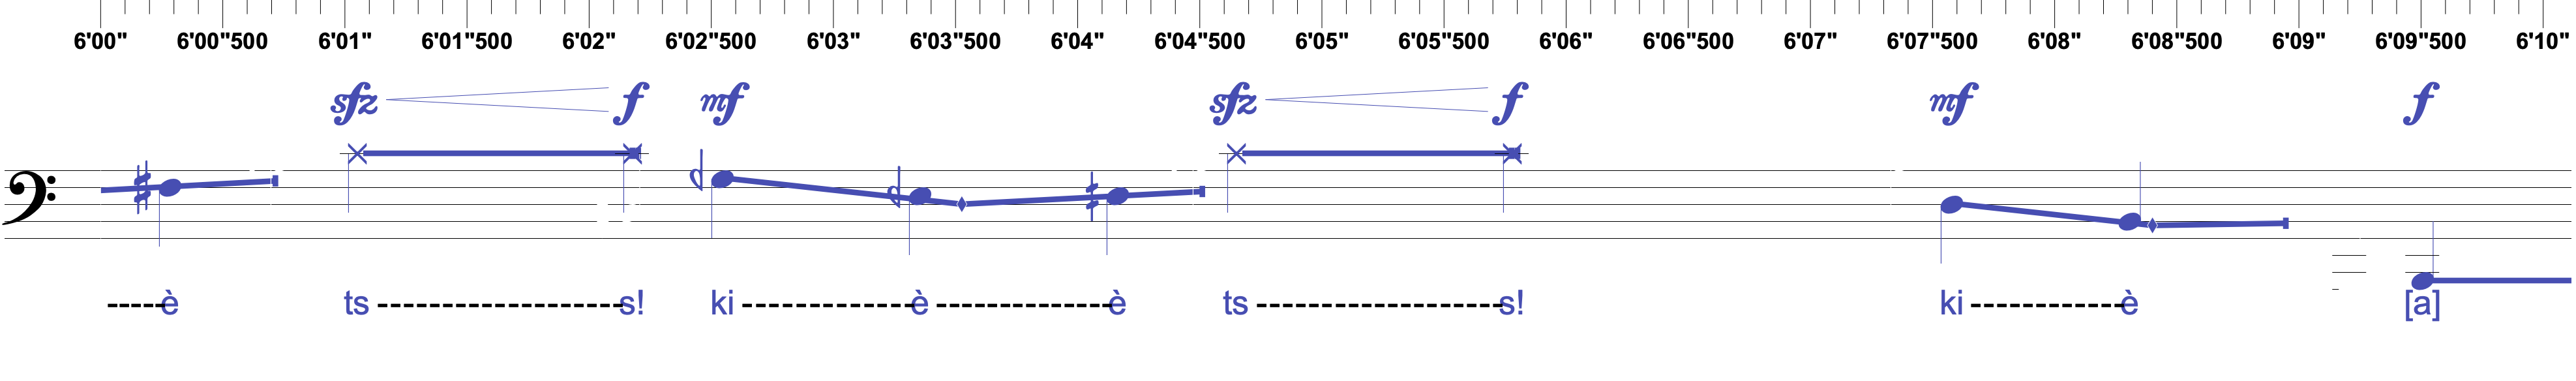 6'00" 6'00"500 6'01" 6'01"500 6'02" 6'02"500 6'03" 6'03"500 6'04" 6'04"500 6'05" 6'05"500 6'06" 6'06"500 6'07" 6'07"500 6'08" 6'08"500 6'09" 6'09"500 6'10"
sfz f mf sfz f mf f
-----è ts ----------------------s! ki ---------------è ---------------è ts ----------------------s! ki -------------è [a]